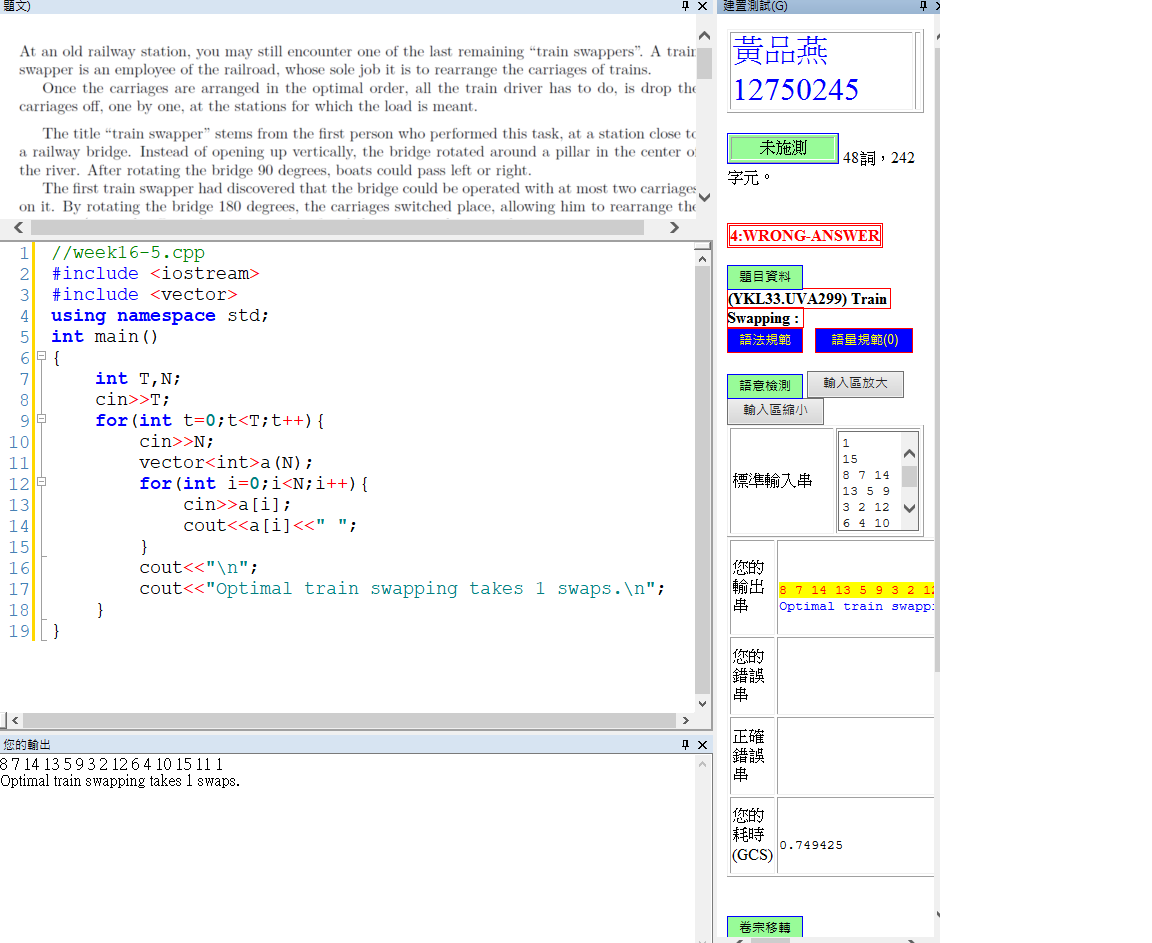 題文)
At an old railway station, you may still encounter one of the last remaining “train swappers”. A train
swapper is an employee of the railroad, whose sole job it is to rearrange the carriages of trains.
Once the carriages are arranged in the optimal order, all the train driver has to do, is drop the
carriages off, one by one, at the stations for which the load is meant.
The title “train swapper” stems from the first person who performed this task, at a station close to
a railway bridge. Instead of opening up vertically, the bridge rotated around a pillar in the center of
the river. After rotating the bridge 90 degrees, boats could pass left or right.
The first train swapper had discovered that the bridge could be operated with at most two carriages
on it. By rotating the bridge 180 degrees, the carriages switched place, allowing him to rearrange the
1 //week16-5.cpp
2 #include <iostream>
3 #include <vector>
4 using namespace std;
5 int main()
6 {
7 int T,N;
8 cin>>T;
9 for(int t=0;t<T;t++){
10 cin>>N;
11 vector<int>a(N);
12 for(int i=0;i<N;i++){
13 cin>>a[i];
14 cout<<a[i]<<" ";
15 }
16 cout<<"\n";
17 cout<<"Optimal train swapping takes 1 swaps.\n";
18 }
19 }
您的輸出
8 7 14 13 5 9 3 2 12 6 4 10 15 11 1
Optimal train swapping takes 1 swaps.
建置測試(G)
黃品燕
12750245
未施測 48詞，242
字元。
4:WRONG-ANSWER
題目資料
(YKL33.UVA299) Train
Swapping :
語法規範 語量規範(0)
語意檢測 輸入區放大
輸入區縮小
標準輸入串
1
15
8 7 14
13 5 9
3 2 12
6 4 10
您的
輸出
串
8 7 14 13 5 9 3 2 12
Optimal train swappi
您的
錯誤
串
正確
錯誤
串
您的
耗時
(GCS)
0.749425
卷宗移轉